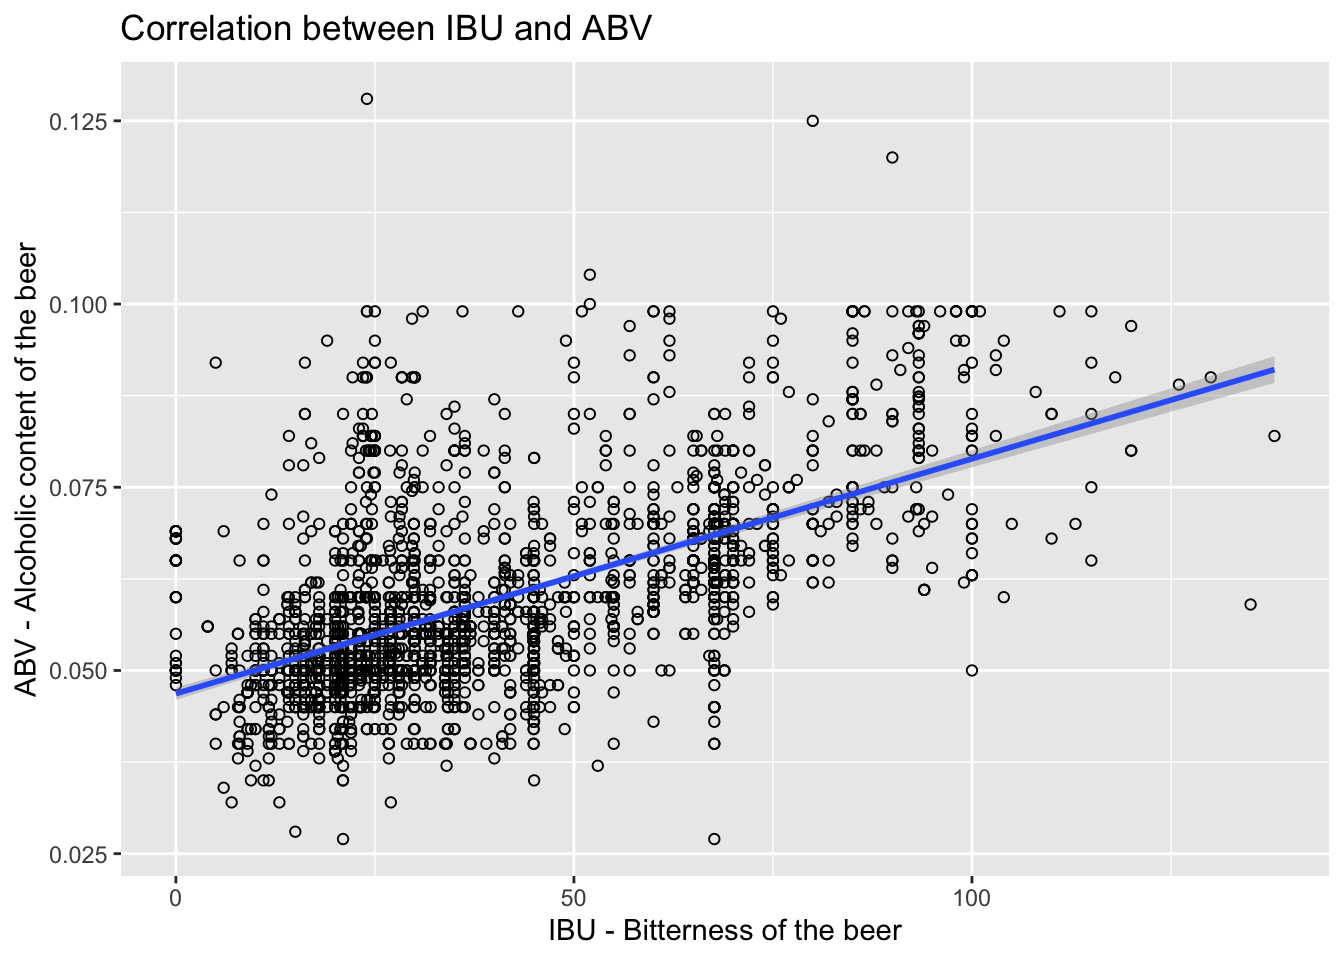 Correlation between IBU and ABV
ABV - Alcoholic content of the beer
0.125
0.100
0.075
0.050
0.025
0
50
100
IBU - Bitterness of the beer